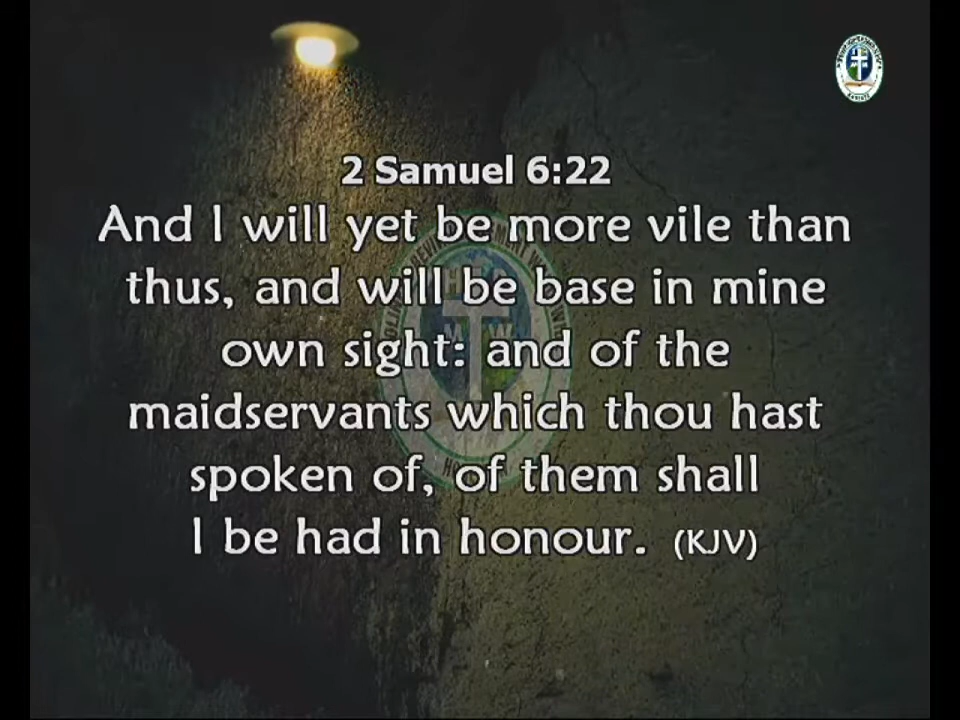 2 Samuel 6:22
And I will yet be more vile than
thus, and will be base in mine
own sight: and of the
maidservants which thou hast
spoken of, of them shall
I be had in honour. (KJV)